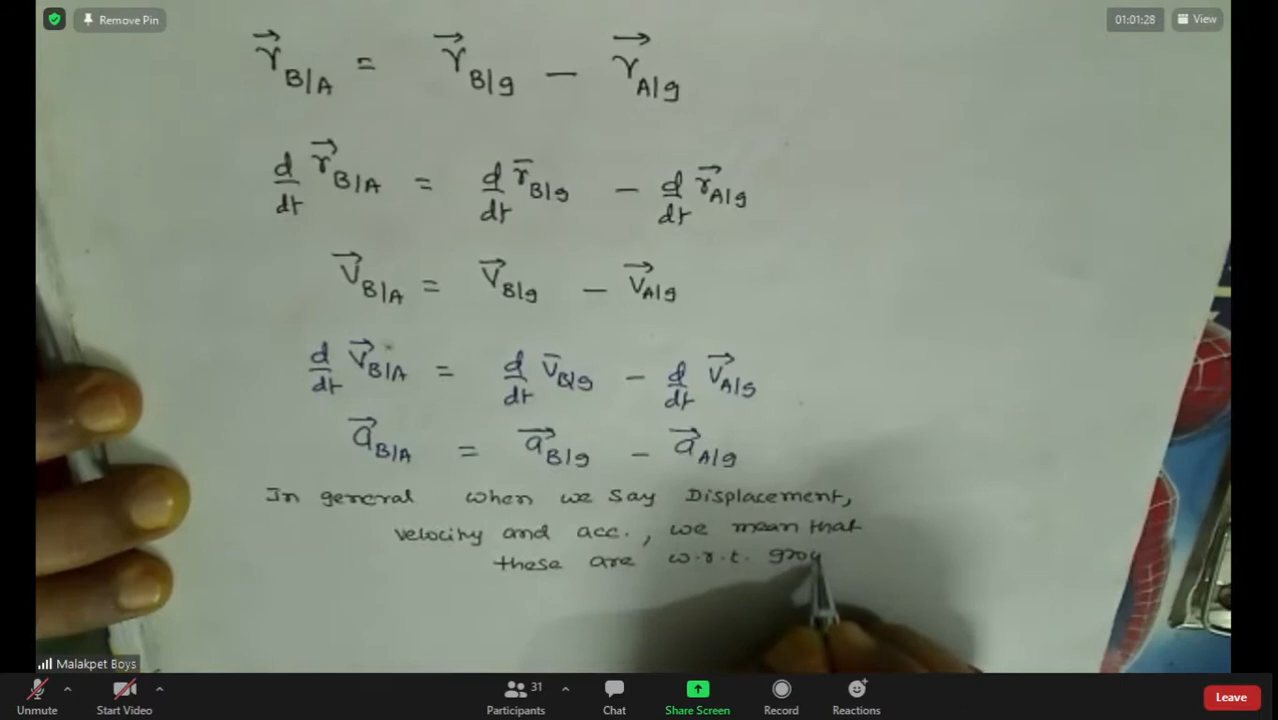 Remove Pin
01:01:28
View
r⃗ B|A = r⃗ B|g − r⃗ A|g
d/dt r⃗ B|A = d/dt r̄ B|g − d/dt r⃗ A|g
V⃗ B|A = V⃗ B|g − V⃗ A|g
d/dt V⃗ B|A = d/dt V̄ B|g − d/dt V⃗ A|g
a⃗ B|A = a⃗ B|g − a⃗ A|g
In general when we say Displacement,
velocity and acc., we mean that
these are w.r.t. grou
Malakpet Boys
Unmute
Start Video
31
Participants
Chat
Share Screen
Record
Reactions
Leave